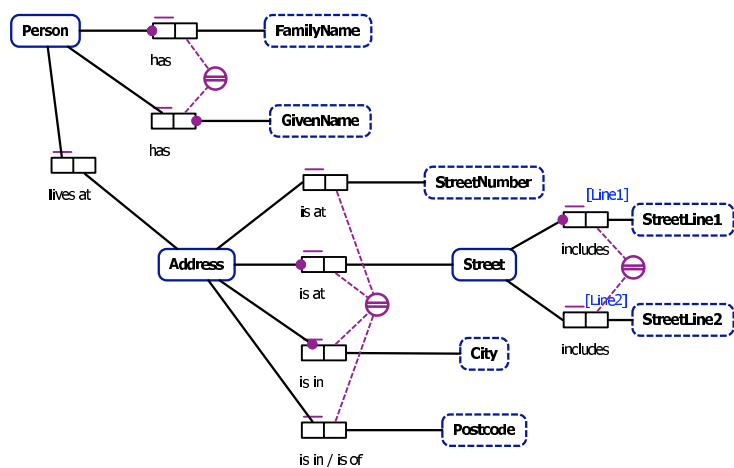 Person
FamilyName
has
GivenName
has
lives at
StreetNumber
is at
[Line1]
StreetLine1
includes
Address
is at
Street
[Line2]
StreetLine2
includes
City
is in
Postcode
is in / is of